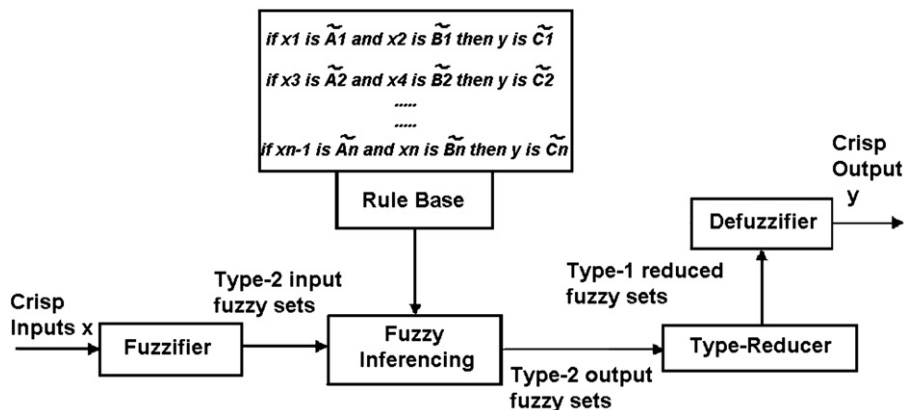 if x1 is Ã1 and x2 is B̃1 then y is C̃1
if x3 is Ã2 and x4 is B̃2 then y is C̃2
.....
.....
if xn-1 is Ãn and xn is B̃n then y is C̃n
Rule Base
Crisp
Output
y
Defuzzifier
Type-2 input
fuzzy sets
Type-1 reduced
fuzzy sets
Crisp
Inputs x
Fuzzifier
Fuzzy
Inferencing
Type-Reducer
Type-2 output
fuzzy sets